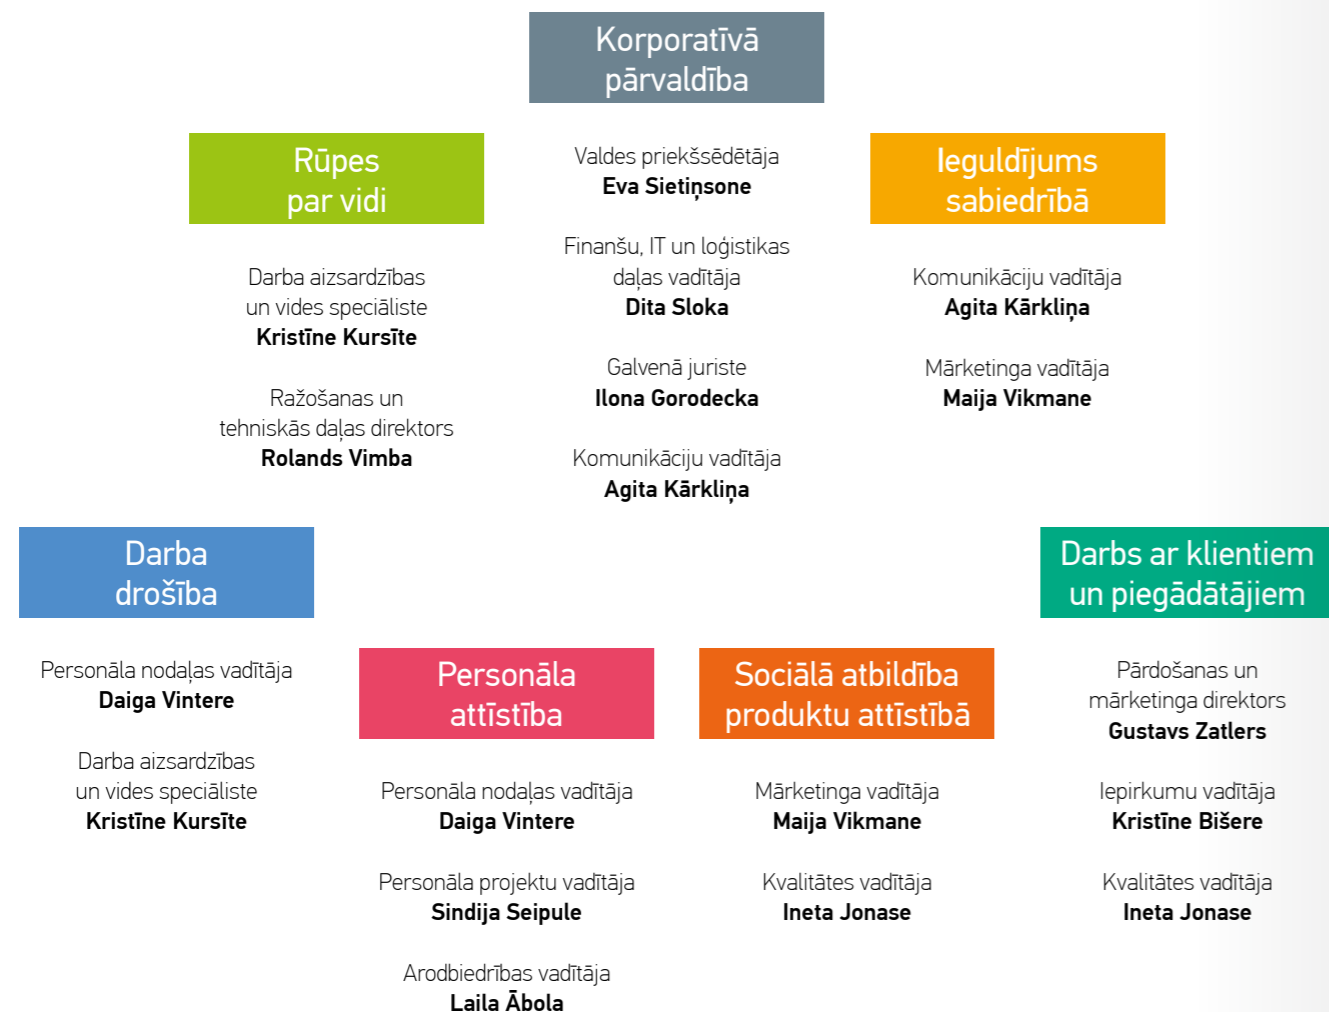 Korporatīvā
pārvaldība
Valdes priekšsēdētāja
Eva Sietiņsone
Finanšu, IT un loģistikas
daļas vadītāja
Dita Sloka
Galvenā juriste
Ilona Gorodecka
Komunikāciju vadītāja
Agita Kārkliņa
Rūpes
par vidi
Darba aizsardzības
un vides speciāliste
Kristīne Kursīte
Ražošanas un
tehniskās daļas direktors
Rolands Vimba
Ieguldījums
sabiedrībā
Komunikāciju vadītāja
Agita Kārkliņa
Mārketinga vadītāja
Maija Vikmane
Darba
drošība
Personāla nodaļas vadītāja
Daiga Vintere
Darba aizsardzības
un vides speciāliste
Kristīne Kursīte
Personāla
attīstība
Personāla nodaļas vadītāja
Daiga Vintere
Personāla projektu vadītāja
Sindija Seipule
Arodbiedrības vadītāja
Laila Ābola
Sociālā atbildība
produktu attīstībā
Mārketinga vadītāja
Maija Vikmane
Kvalitātes vadītāja
Ineta Jonase
Darbs ar klientiem
un piegādātājiem
Pārdošanas un
mārketinga direktors
Gustavs Zatlers
Iepirkumu vadītāja
Kristīne Bišere
Kvalitātes vadītāja
Ineta Jonase